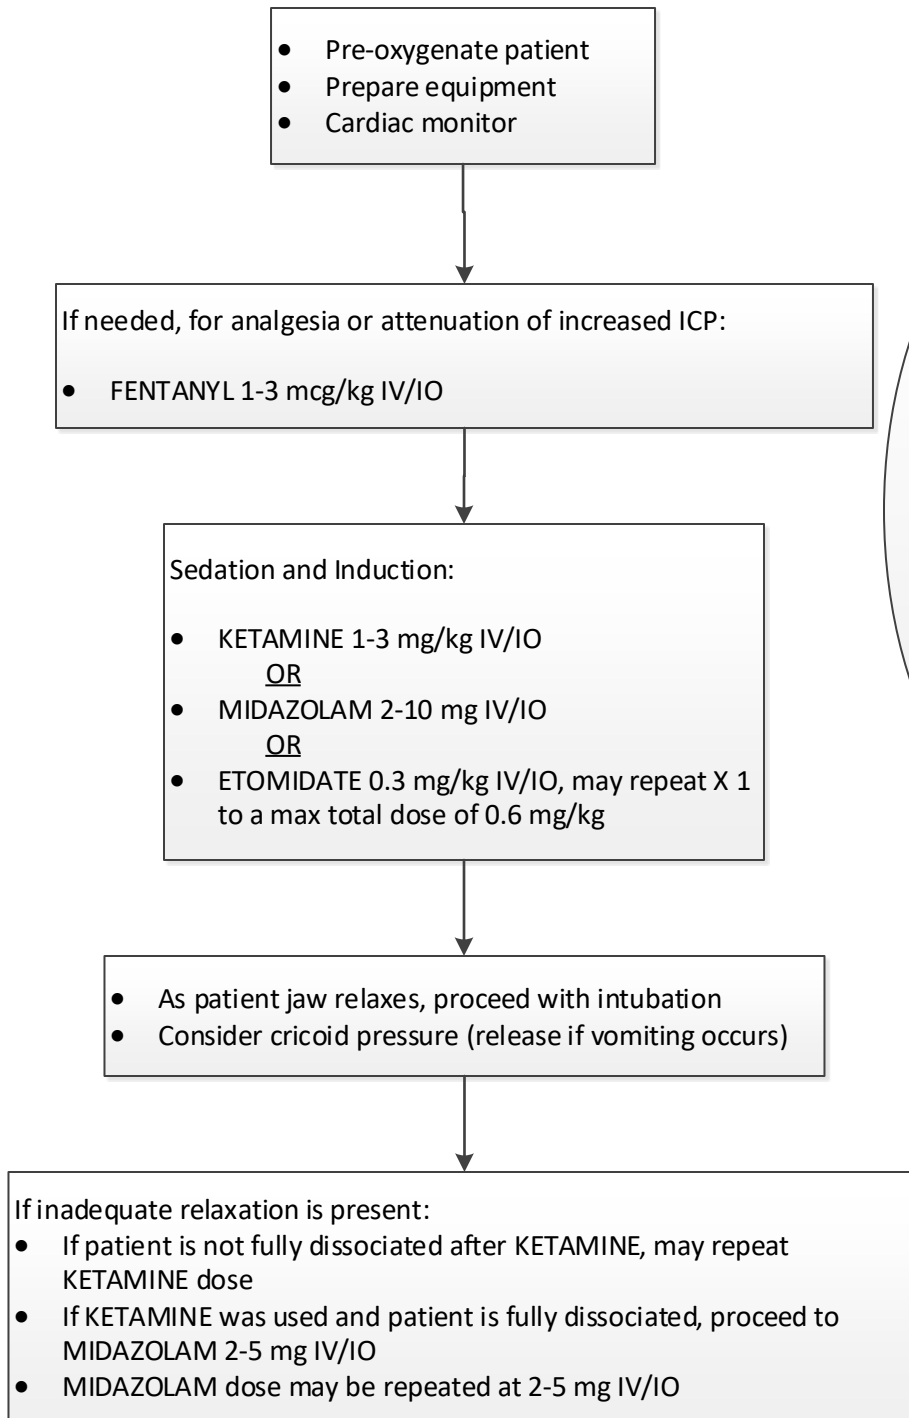 • Pre-oxygenate patient
• Prepare equipment
• Cardiac monitor
If needed, for analgesia or attenuation of increased ICP:
• FENTANYL 1-3 mcg/kg IV/IO
Sedation and Induction:
• KETAMINE 1-3 mg/kg IV/IO
OR
• MIDAZOLAM 2-10 mg IV/IO
OR
• ETOMIDATE 0.3 mg/kg IV/IO, may repeat X 1
to a max total dose of 0.6 mg/kg
• As patient jaw relaxes, proceed with intubation
• Consider cricoid pressure (release if vomiting occurs)
If inadequate relaxation is present:
• If patient is not fully dissociated after KETAMINE, may repeat
KETAMINE dose
• If KETAMINE was used and patient is fully dissociated, proceed to
MIDAZOLAM 2-5 mg IV/IO
• MIDAZOLAM dose may be repeated at 2-5 mg IV/IO